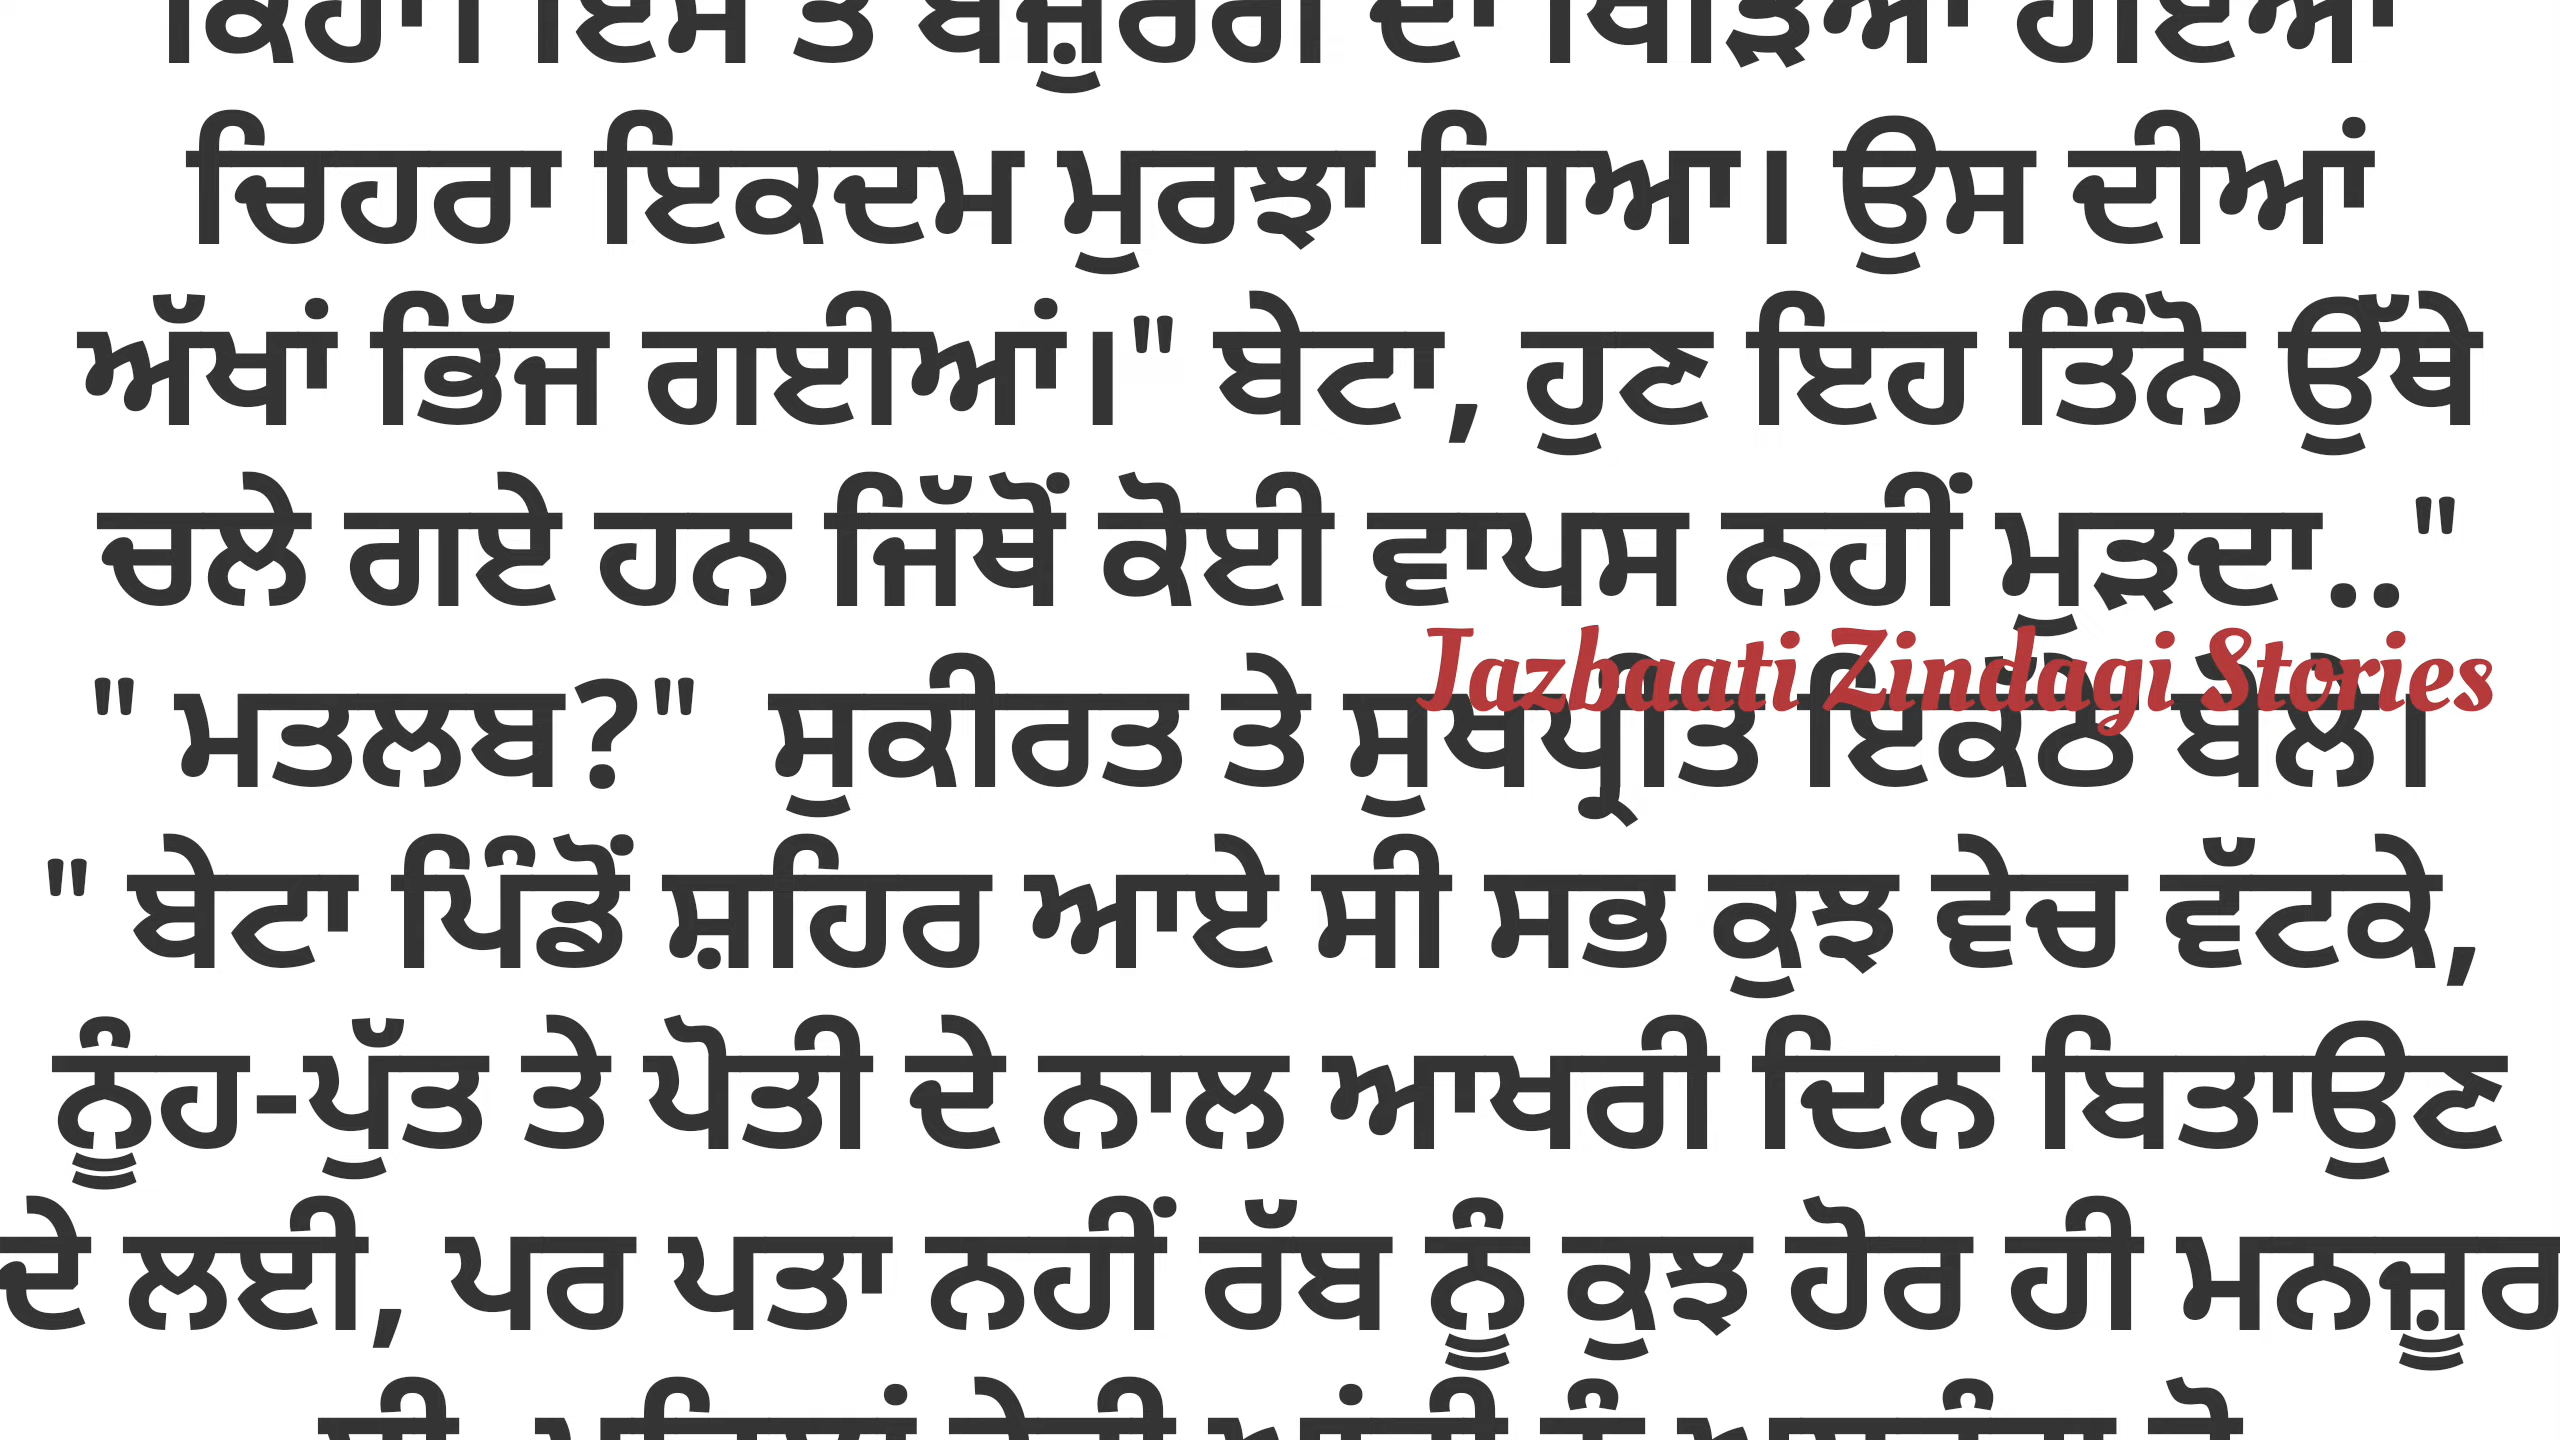 ਚਿਹਰਾ ਇਕਦਮ ਮੁਰਝਾ ਗਿਆ। ਉਸ ਦੀਆਂ
ਅੱਖਾਂ ਭਿੱਜ ਗਈਆਂ।" ਬੇਟਾ, ਹੁਣ ਇਹ ਤਿੰਨੋ ਉੱਥੇ
ਚਲੇ ਗਏ ਹਨ ਜਿੱਥੋਂ ਕੋਈ ਵਾਪਸ ਨਹੀਂ ਮੁੜਦਾ.."
Jazbaati Zindagi Stories
" ਮਤਲਬ?" ਸੁਕੀਰਤ ਤੇ ਸੁਖਪ੍ਰੀਤ ਇਕੱਠੇ ਬੋਲੇ।
" ਬੇਟਾ ਪਿੰਡੋਂ ਸ਼ਹਿਰ ਆਏ ਸੀ ਸਭ ਕੁਝ ਵੇਚ ਵੱਟਕੇ,
ਨੂੰਹ-ਪੁੱਤ ਤੇ ਪੋਤੀ ਦੇ ਨਾਲ ਆਖਰੀ ਦਿਨ ਬਿਤਾਉਣ
ਦੇ ਲਈ, ਪਰ ਪਤਾ ਨਹੀਂ ਰੱਬ ਨੂੰ ਕੁਝ ਹੋਰ ਹੀ ਮਨਜ਼ੂਰ